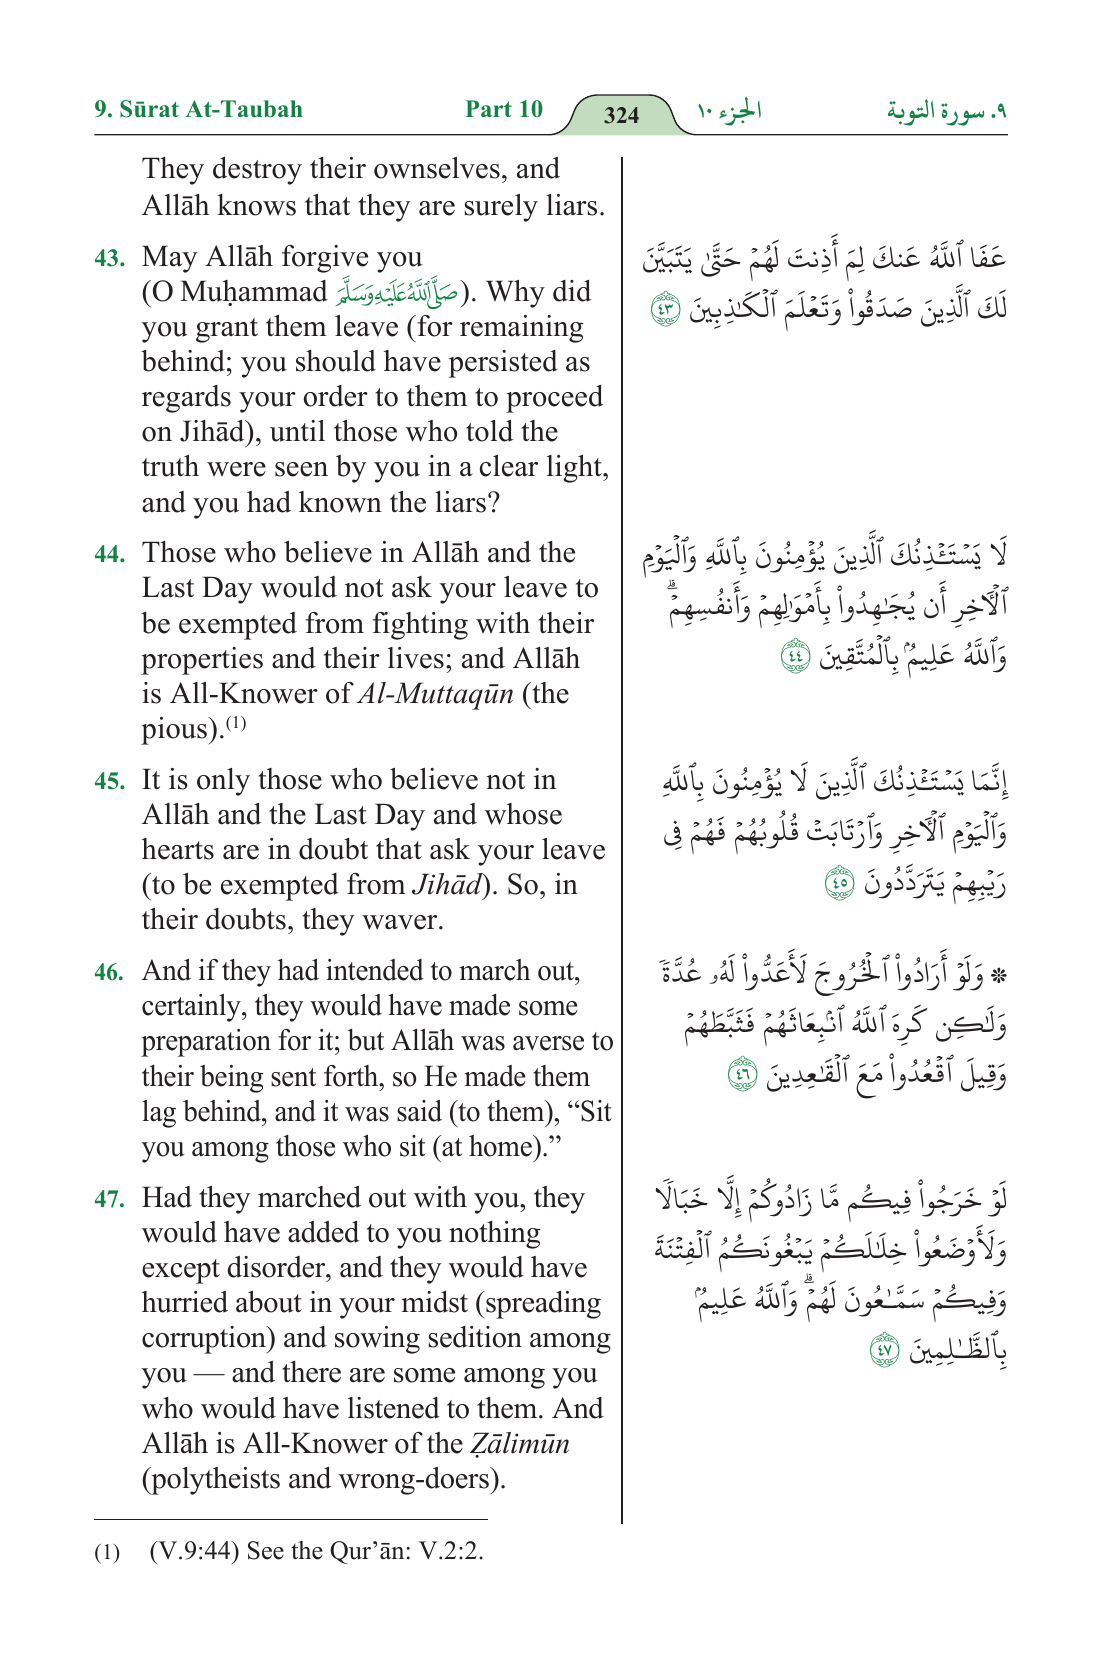 9. Sūrat At-Taubah Part 10 324 الجزء ١٠ ٩. سورة التوبة
They destroy their ownselves, and
Allāh knows that they are surely liars.
43. May Allāh forgive you
(O Muḥammad صَلَّى ٱللَّهُ عَلَيْهِ وَسَلَّمَ). Why did
you grant them leave (for remaining
behind; you should have persisted as
regards your order to them to proceed
on Jihād), until those who told the
truth were seen by you in a clear light,
and you had known the liars?
44. Those who believe in Allāh and the
Last Day would not ask your leave to
be exempted from fighting with their
properties and their lives; and Allāh
is All-Knower of Al-Muttaqūn (the
pious).(1)
45. It is only those who believe not in
Allāh and the Last Day and whose
hearts are in doubt that ask your leave
(to be exempted from Jihād). So, in
their doubts, they waver.
46. And if they had intended to march out,
certainly, they would have made some
preparation for it; but Allāh was averse to
their being sent forth, so He made them
lag behind, and it was said (to them), “Sit
you among those who sit (at home).”
47. Had they marched out with you, they
would have added to you nothing
except disorder, and they would have
hurried about in your midst (spreading
corruption) and sowing sedition among
you — and there are some among you
who would have listened to them. And
Allāh is All-Knower of the Ẓālimūn
(polytheists and wrong-doers).
عَفَا ٱللَّهُ عَنكَ لِمَ أَذِنتَ لَهُمۡ حَتَّىٰ يَتَبَيَّنَ
لَكَ ٱلَّذِينَ صَدَقُواْ وَتَعۡلَمَ ٱلۡكَٰذِبِينَ ٤٣
لَا يَسۡتَـٔۡذِنُكَ ٱلَّذِينَ يُؤۡمِنُونَ بِٱللَّهِ وَٱلۡيَوۡمِ
ٱلۡأٓخِرِ أَن يُجَٰهِدُواْ بِأَمۡوَٰلِهِمۡ وَأَنفُسِهِمۡۗ
وَٱللَّهُ عَلِيمُۢ بِٱلۡمُتَّقِينَ ٤٤
إِنَّمَا يَسۡتَـٔۡذِنُكَ ٱلَّذِينَ لَا يُؤۡمِنُونَ بِٱللَّهِ
وَٱلۡيَوۡمِ ٱلۡأٓخِرِ وَٱرۡتَابَتۡ قُلُوبُهُمۡ فَهُمۡ فِي
رَيۡبِهِمۡ يَتَرَدَّدُونَ ٤٥
۞ وَلَوۡ أَرَادُواْ ٱلۡخُرُوجَ لَأَعَدُّواْ لَهُۥ عُدَّةٗ
وَلَٰكِن كَرِهَ ٱللَّهُ ٱنۢبِعَاثَهُمۡ فَثَبَّطَهُمۡ
وَقِيلَ ٱقۡعُدُواْ مَعَ ٱلۡقَٰعِدِينَ ٤٦
لَوۡ خَرَجُواْ فِيكُم مَّا زَادُوكُمۡ إِلَّا خَبَالٗا
وَلَأَوۡضَعُواْ خِلَٰلَكُمۡ يَبۡغُونَكُمُ ٱلۡفِتۡنَةَ
وَفِيكُمۡ سَمَّٰعُونَ لَهُمۡۗ وَٱللَّهُ عَلِيمُۢ
بِٱلظَّٰلِمِينَ ٤٧
(1) (V.9:44) See the Qur’ān: V.2:2.